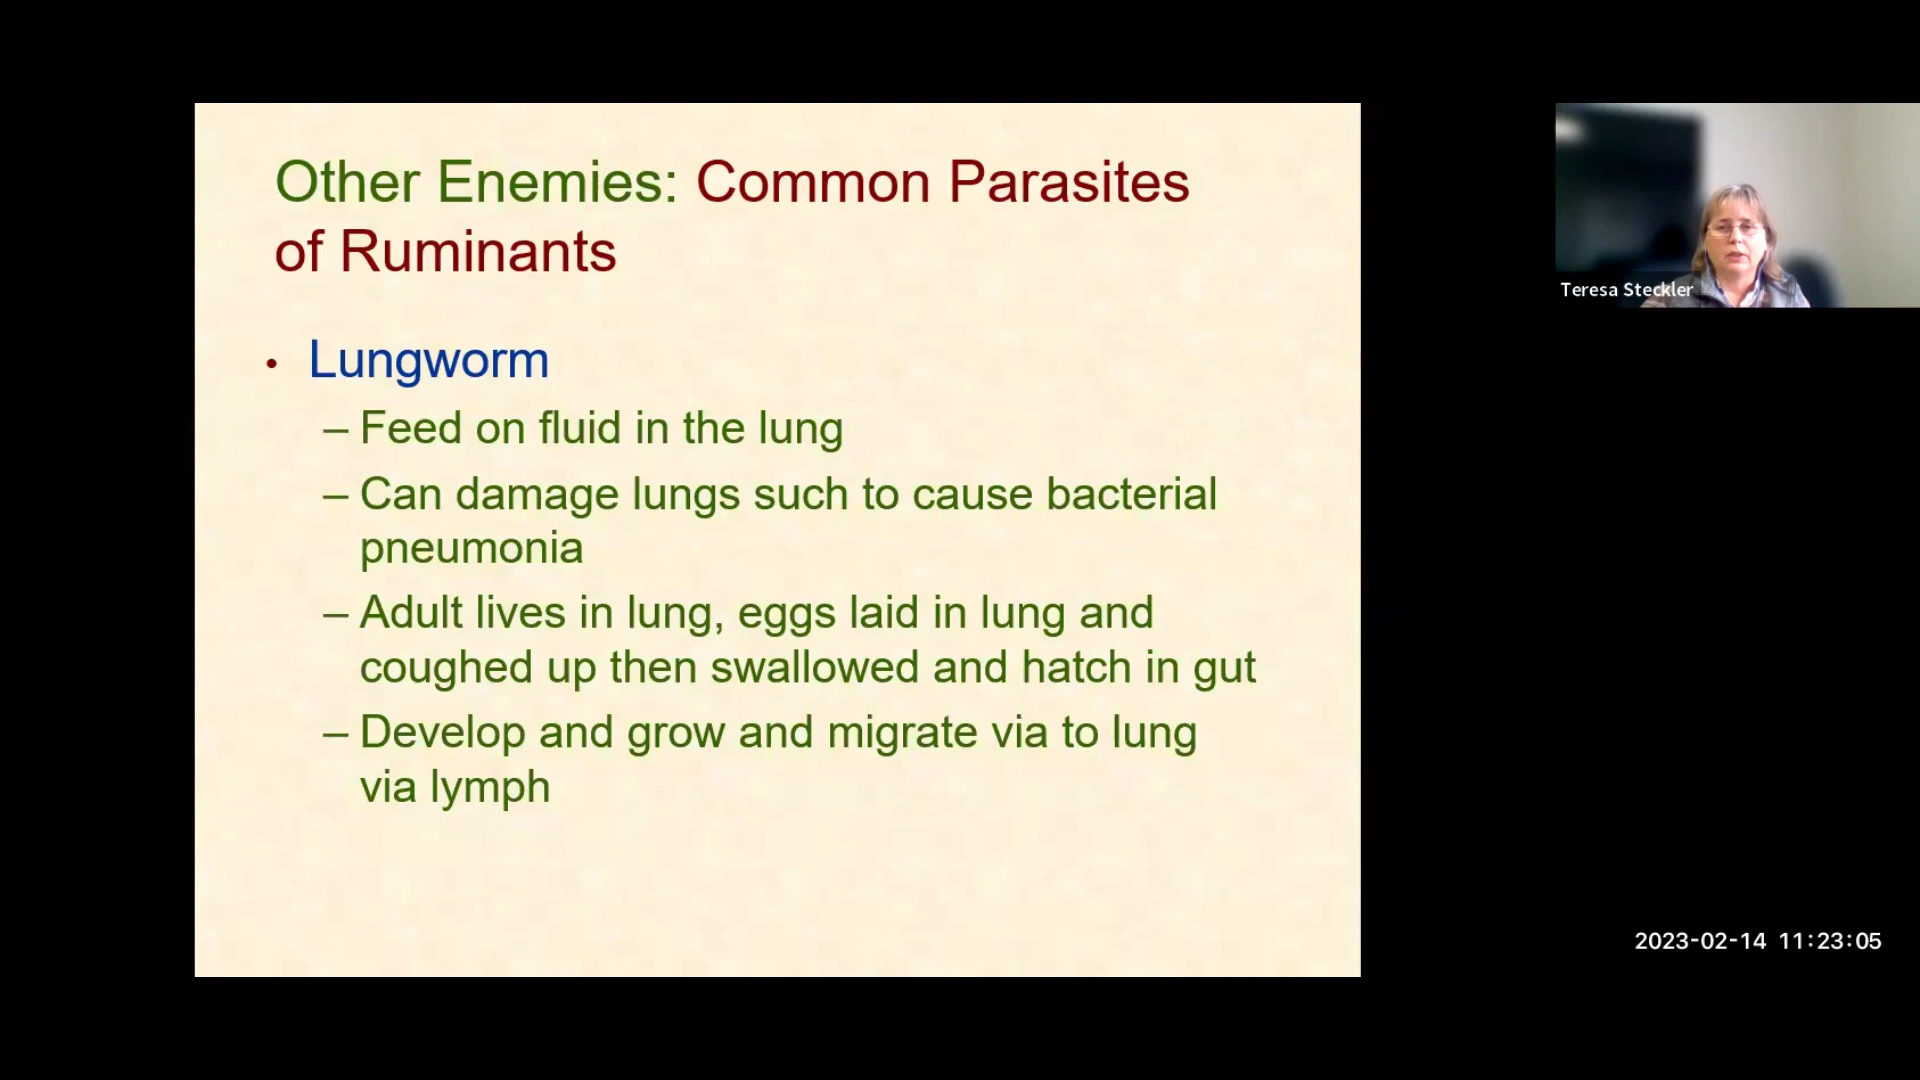 Other Enemies: Common Parasites
of Ruminants
• Lungworm
– Feed on fluid in the lung
– Can damage lungs such to cause bacterial
pneumonia
– Adult lives in lung, eggs laid in lung and
coughed up then swallowed and hatch in gut
– Develop and grow and migrate via to lung
via lymph
Teresa Steckler
2023-02-14 11:23:05